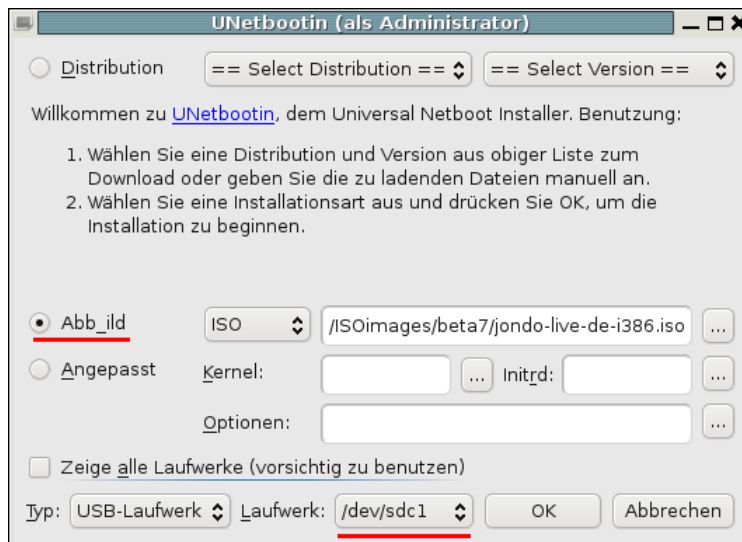 UNetbootin (als Administrator)
Distribution == Select Distribution == == Select Version ==
Willkommen zu UNetbootin, dem Universal Netboot Installer. Benutzung:
1. Wählen Sie eine Distribution und Version aus obiger Liste zum
Download oder geben Sie die zu ladenden Dateien manuell an.
2. Wählen Sie eine Installationsart aus und drücken Sie OK, um die
Installation zu beginnen.
Abb_ild ISO /ISOimages/beta7/jondo-live-de-i386.iso ...
Angepasst Kernel: ... Initrd: ...
Optionen: ...
Zeige alle Laufwerke (vorsichtig zu benutzen)
Typ: USB-Laufwerk Laufwerk: /dev/sdc1 OK Abbrechen